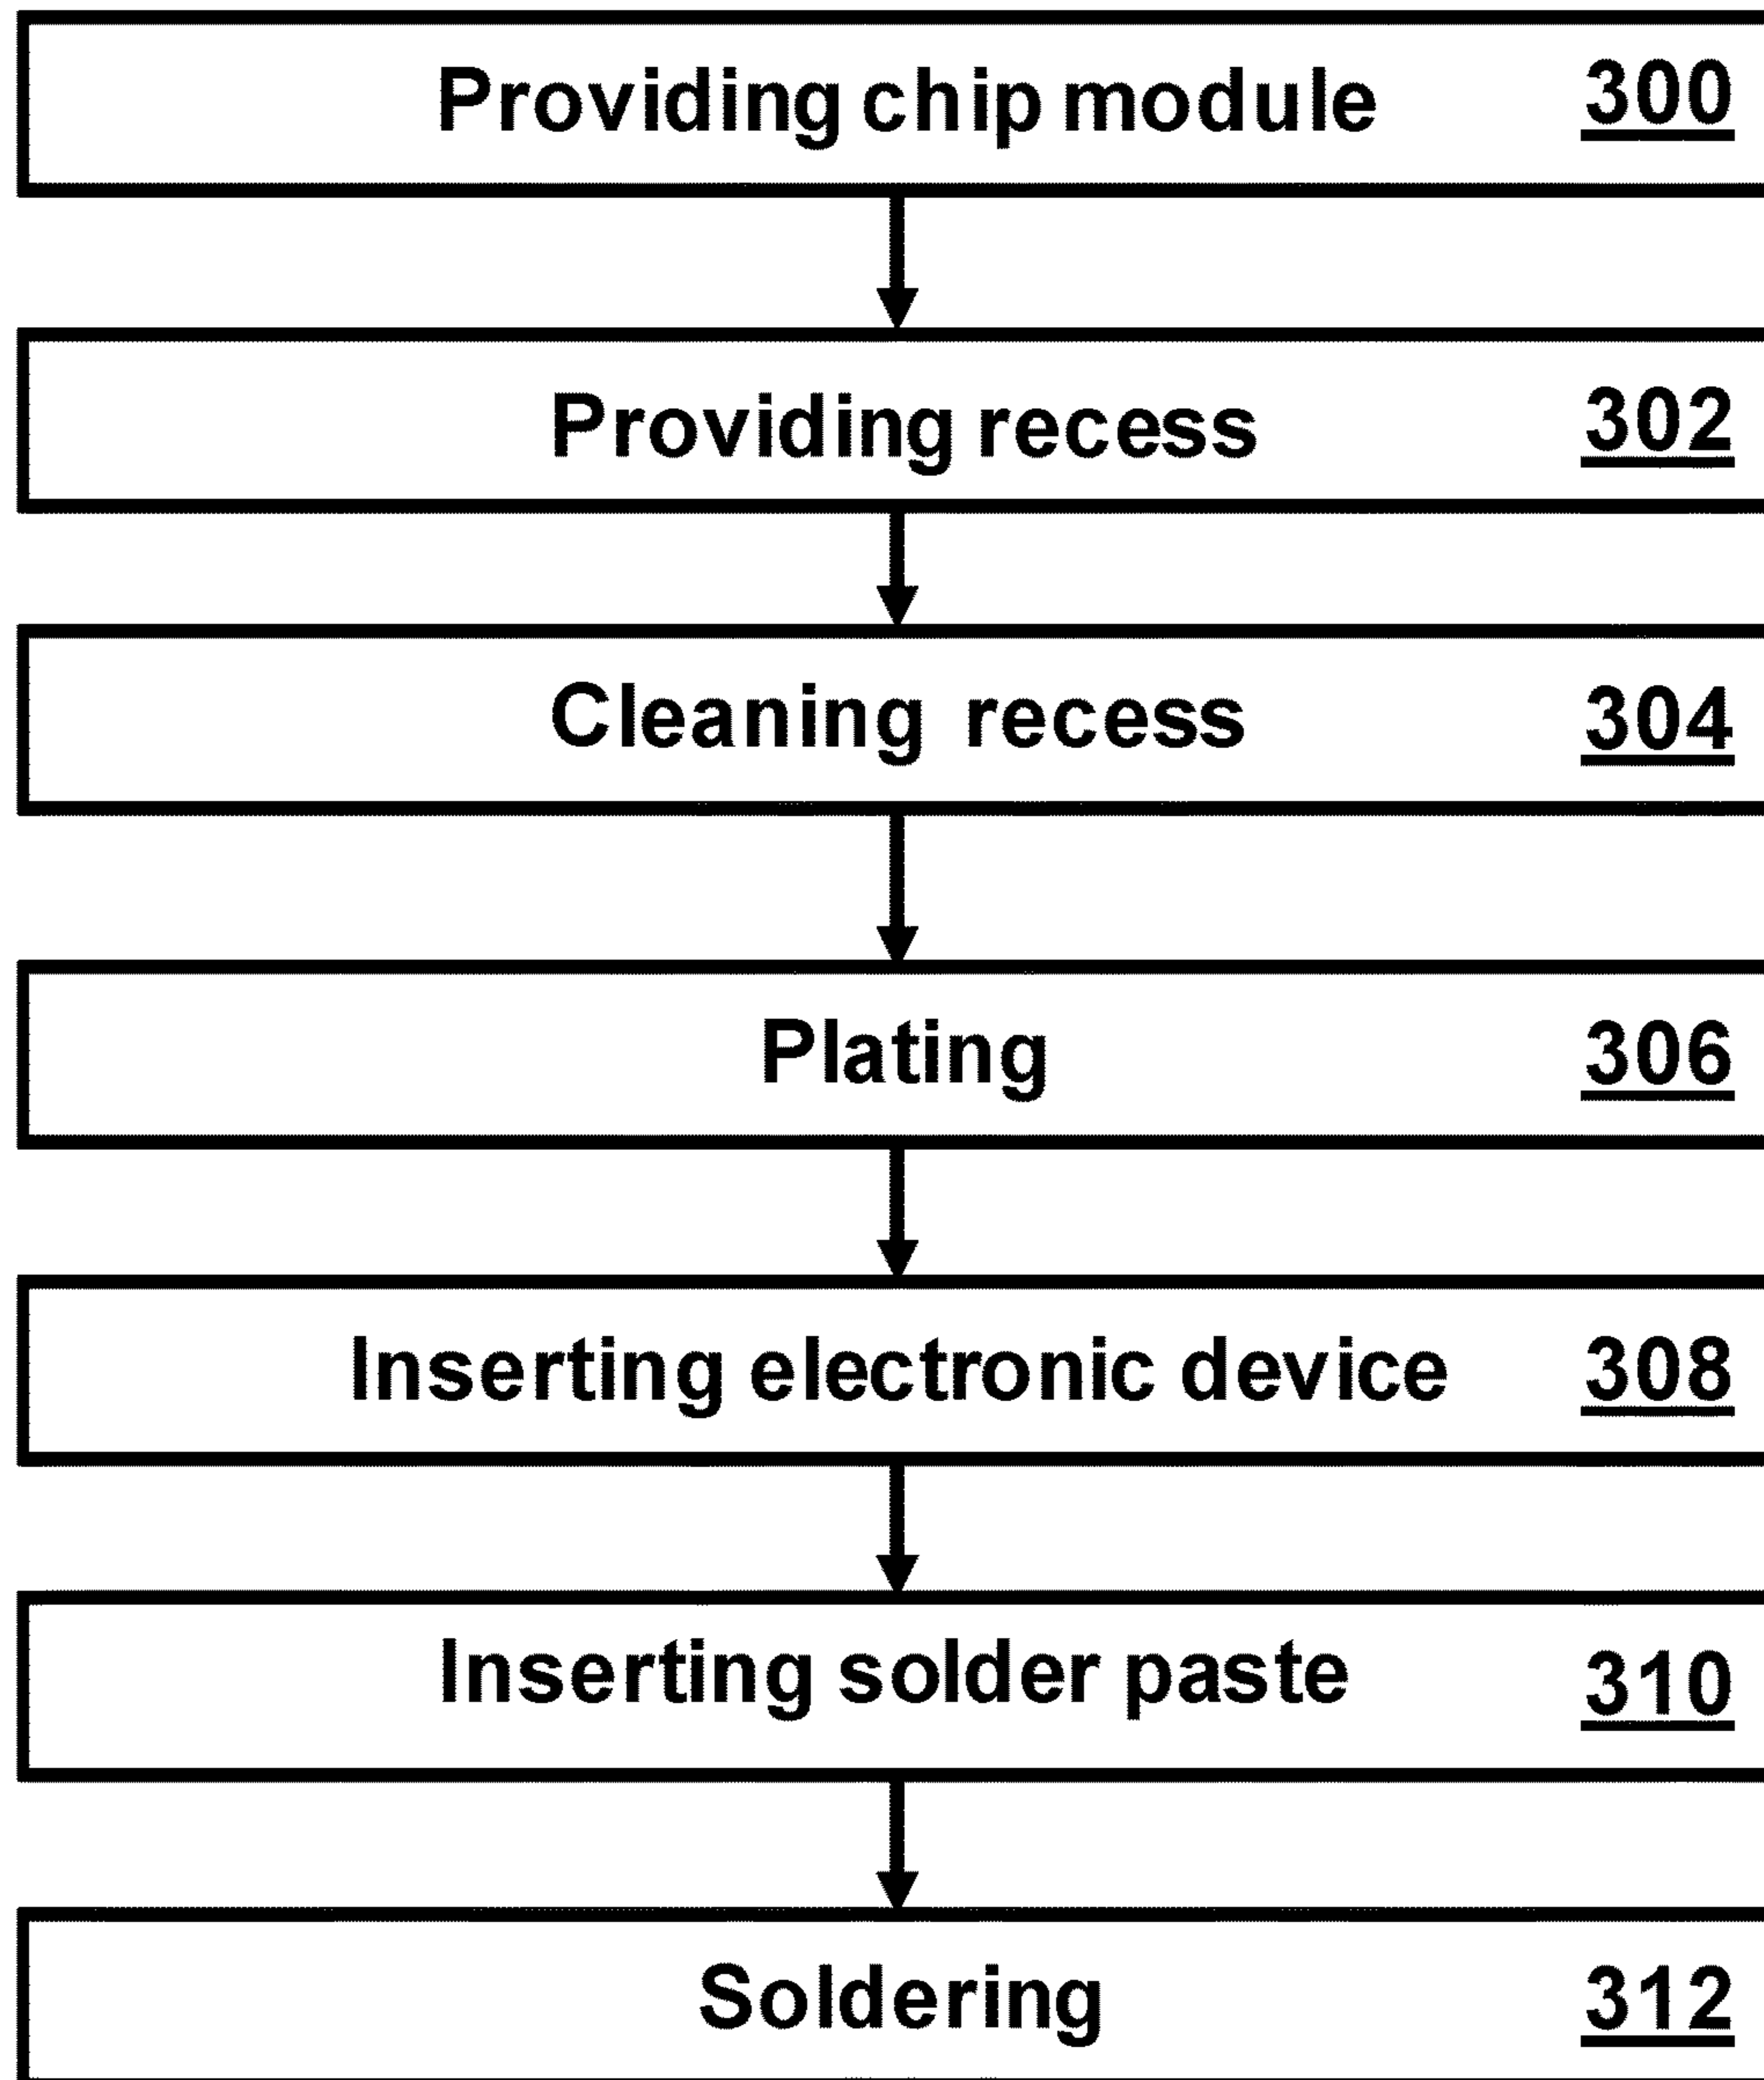 Providing chip module 300
Providing recess 302
Cleaning recess 304
Plating 306
Inserting electronic device 308
Inserting solder paste 310
Soldering 312